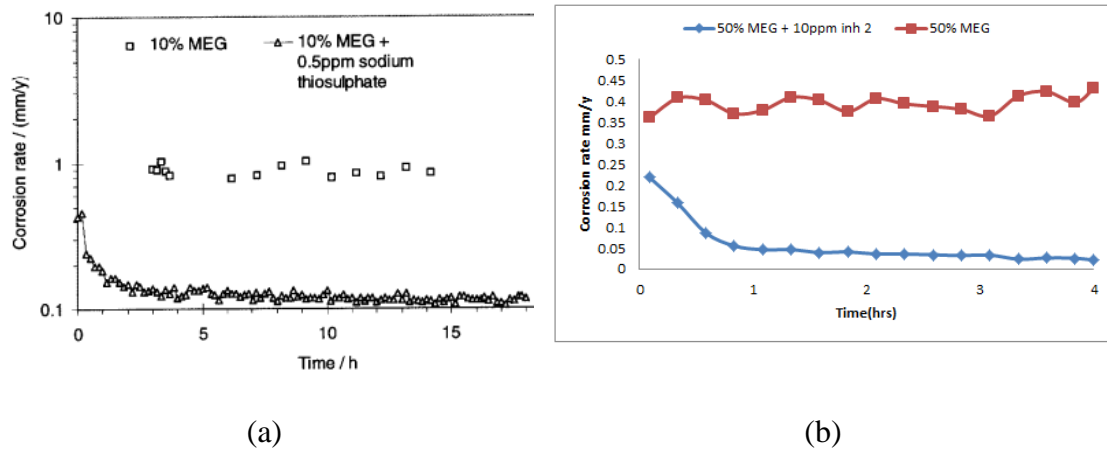 10
10% MEG
10% MEG +
0.5ppm sodium
thiosulphate
Corrosion rate / (mm/y)
1
0.1
0
5
10
15
Time / h
(a)
50% MEG + 10ppm inh 2
50% MEG
0.5
0.45
0.4
0.35
0.3
0.25
0.2
0.15
0.1
0.05
0
Corrosion rate mm/y
0
1
2
3
4
Time(hrs)
(b)